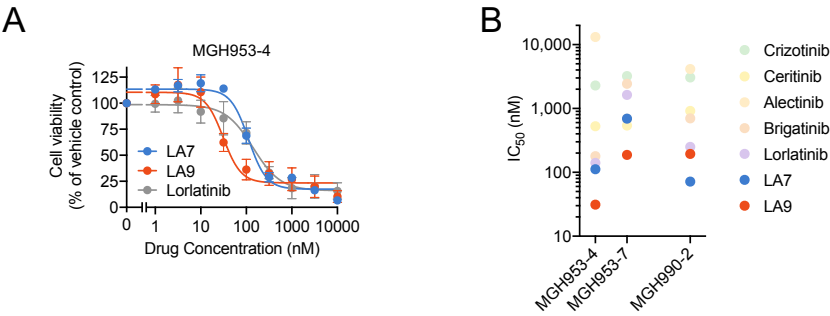 A
MGH953-4
Cell viability
(% of vehicle control)
125
100
75
50
25
0
LA7
LA9
Lorlatinib
0
1
10
100
1000
10000
Drug Concentration (nM)
B
IC50 (nM)
10,000
1,000
100
10
MGH953-4
MGH953-7
MGH990-2
Crizotinib
Ceritinib
Alectinib
Brigatinib
Lorlatinib
LA7
LA9